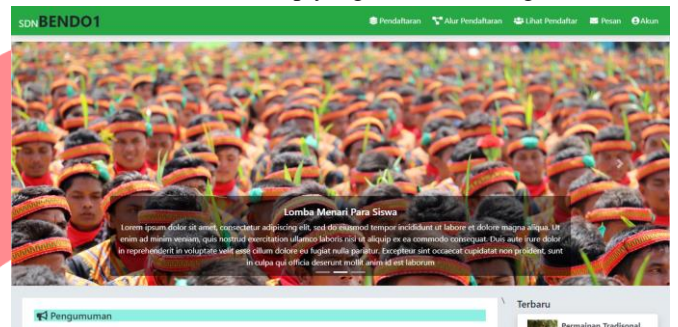 SDNBENDO1
Pendaftaran Alur Pendaftaran Lihat Pendaftar Pesan Akun
Lomba Menari Para Siswa
Lorem ipsum dolor sit amet, consectetur adipiscing elit, sed do eiusmod tempor incididunt ut labore et dolore magna aliqua. Ut
enim ad minim veniam, quis nostrud exercitation ullamco laboris nisi ut aliquip ex ea commodo consequat. Duis aute irure dolor
in reprehenderit in voluptate velit esse cillum dolore eu fugiat nulla pariatur. Excepteur sint occaecat cupidatat non proident, sunt
in culpa qui officia deserunt mollit anim id est laborum
Pengumuman
\
Terbaru
Permainan Tradisonal